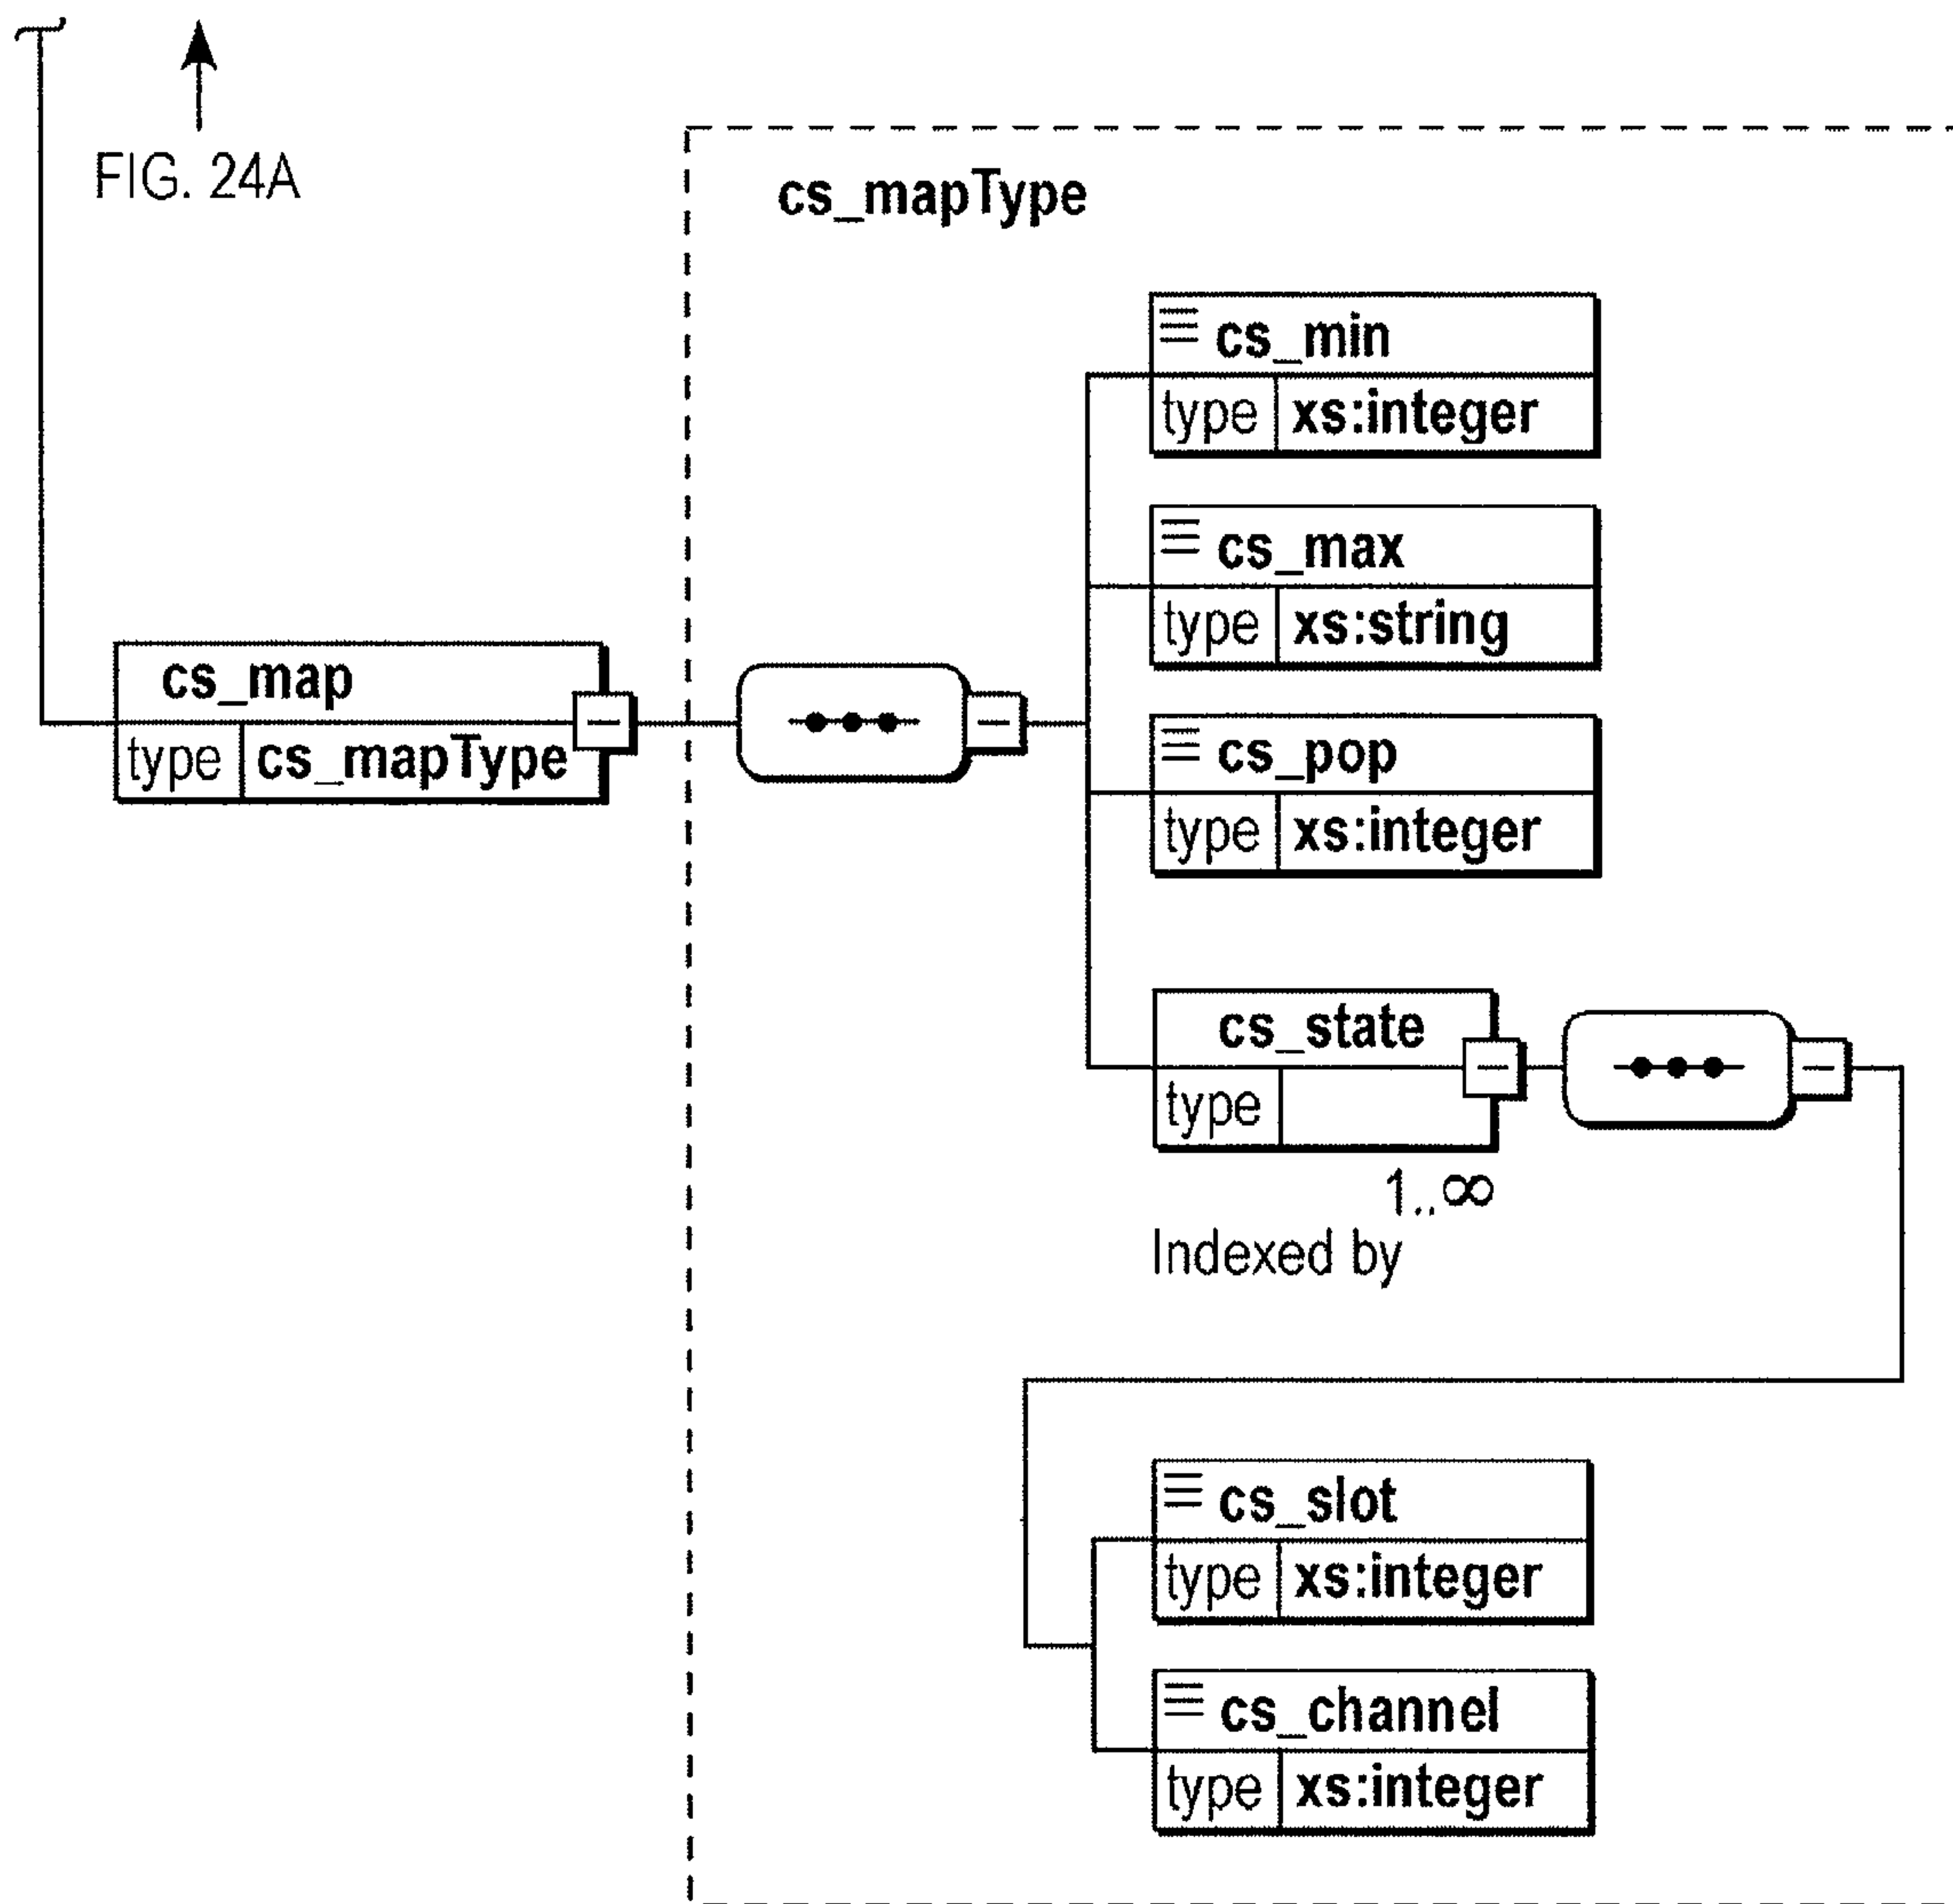 FIG. 24A
cs_mapType
cs_min
type xs:integer
cs_max
type xs:string
cs_map
type cs_mapType
cs_pop
type xs:integer
cs_state
type
1..∞
Indexed by
cs_slot
type xs:integer
cs_channel
type xs:integer